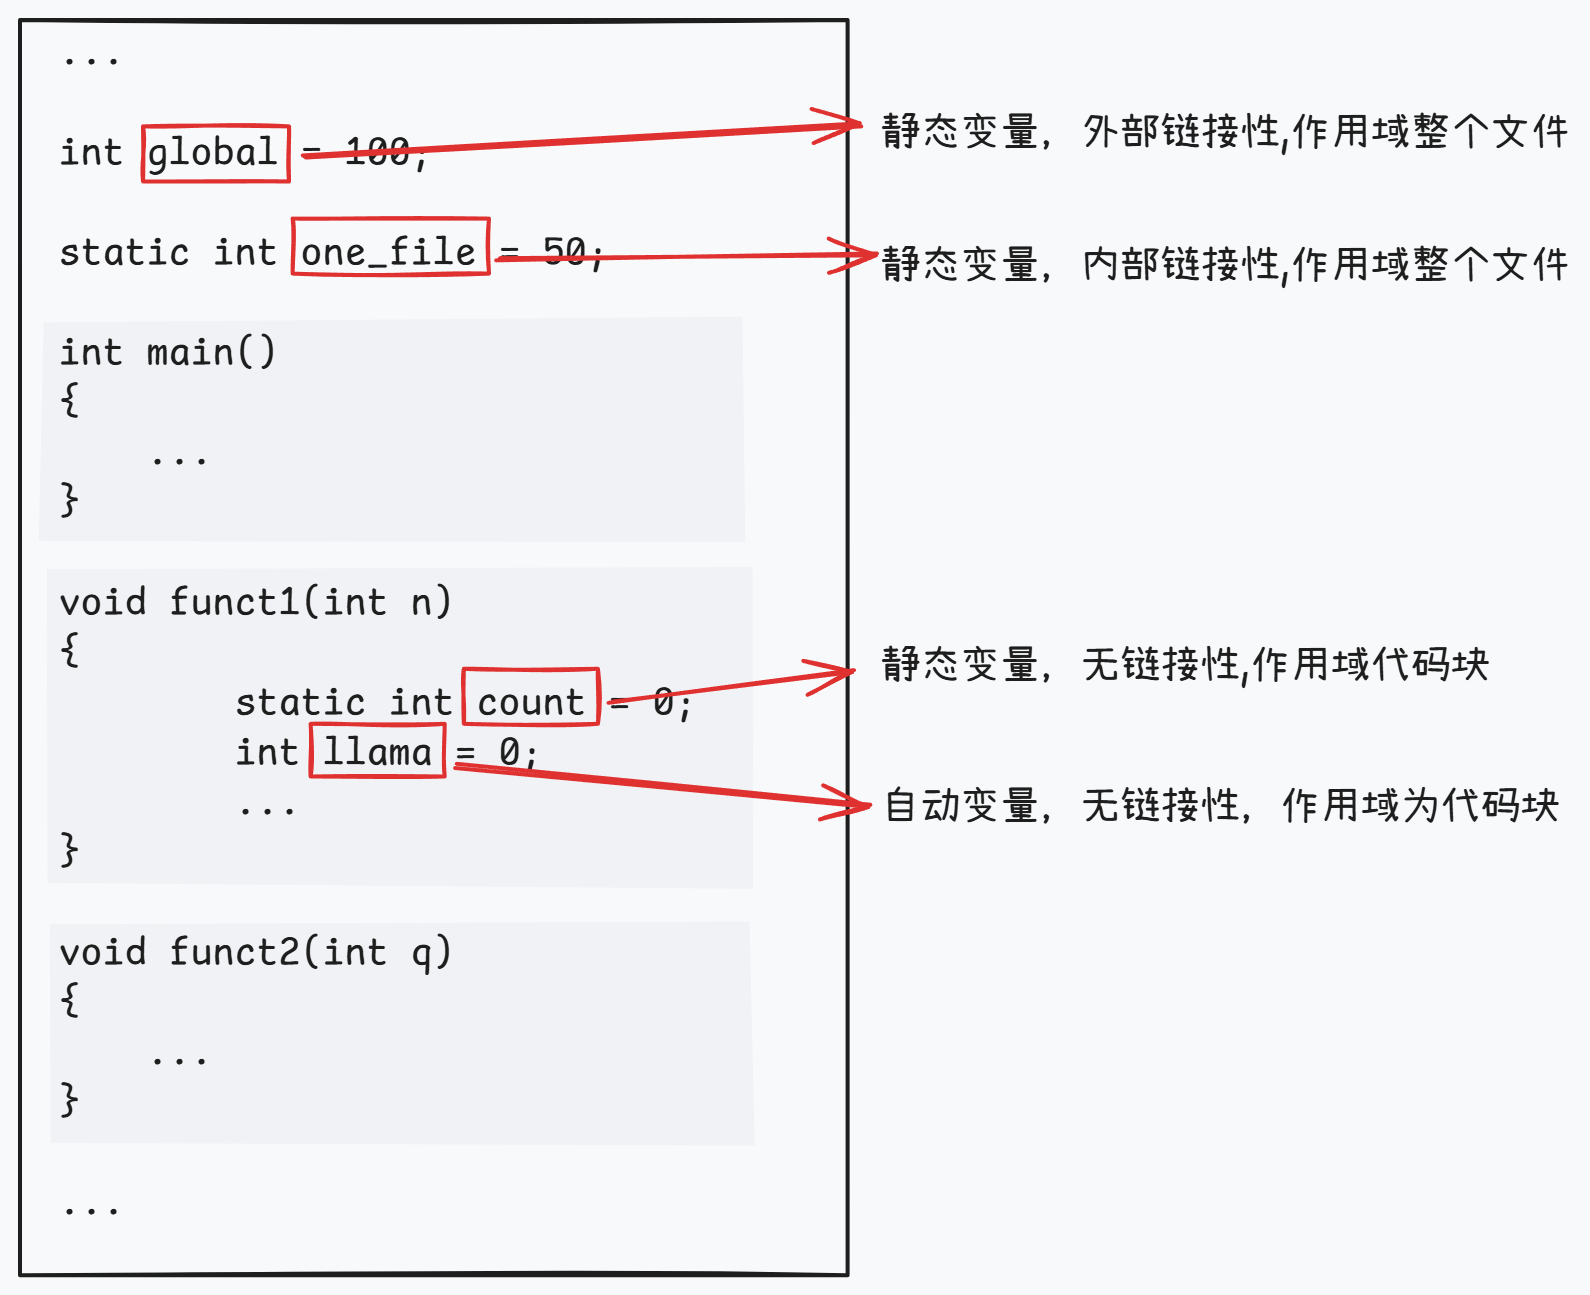 ...
int global = 100;
静态变量，外部链接性,作用域整个文件
static int one_file = 50;
静态变量，内部链接性,作用域整个文件
int main()
{
...
}
void funct1(int n)
{
static int count = 0;
静态变量，无链接性,作用域代码块
int llama = 0;
自动变量，无链接性，作用域为代码块
...
}
void funct2(int q)
{
...
}
...